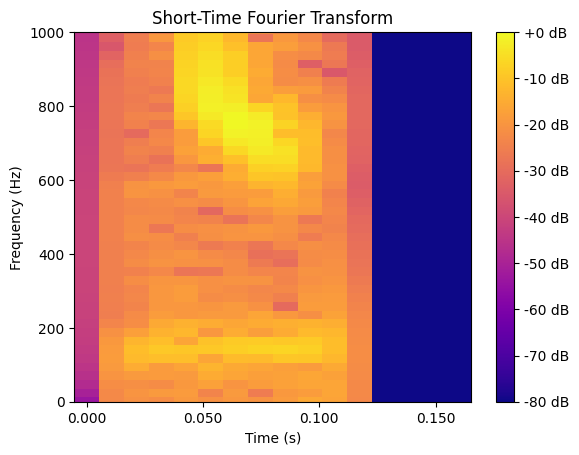 Short-Time Fourier Transform
Frequency (Hz)
1000
800
600
400
200
0
0.000
0.050
0.100
0.150
Time (s)
+0 dB
-10 dB
-20 dB
-30 dB
-40 dB
-50 dB
-60 dB
-70 dB
-80 dB